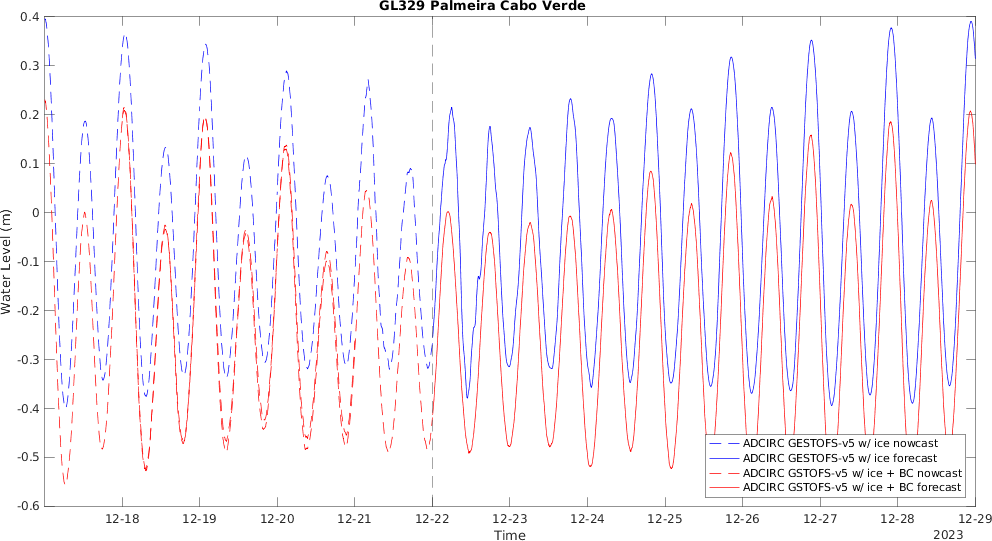 GL329 Palmeira Cabo Verde
Water Level (m)
0.4
0.3
0.2
0.1
0
-0.1
-0.2
-0.3
-0.4
-0.5
-0.6
ADCIRC GESTOFS-v5 w/ ice nowcast
ADCIRC GESTOFS-v5 w/ ice forecast
ADCIRC GSTOFS-v5 w/ ice + BC nowcast
ADCIRC GSTOFS-v5 w/ ice + BC forecast
12-18 12-19 12-20 12-21 12-22 12-23 12-24 12-25 12-26 12-27 12-28 12-29
Time
2023